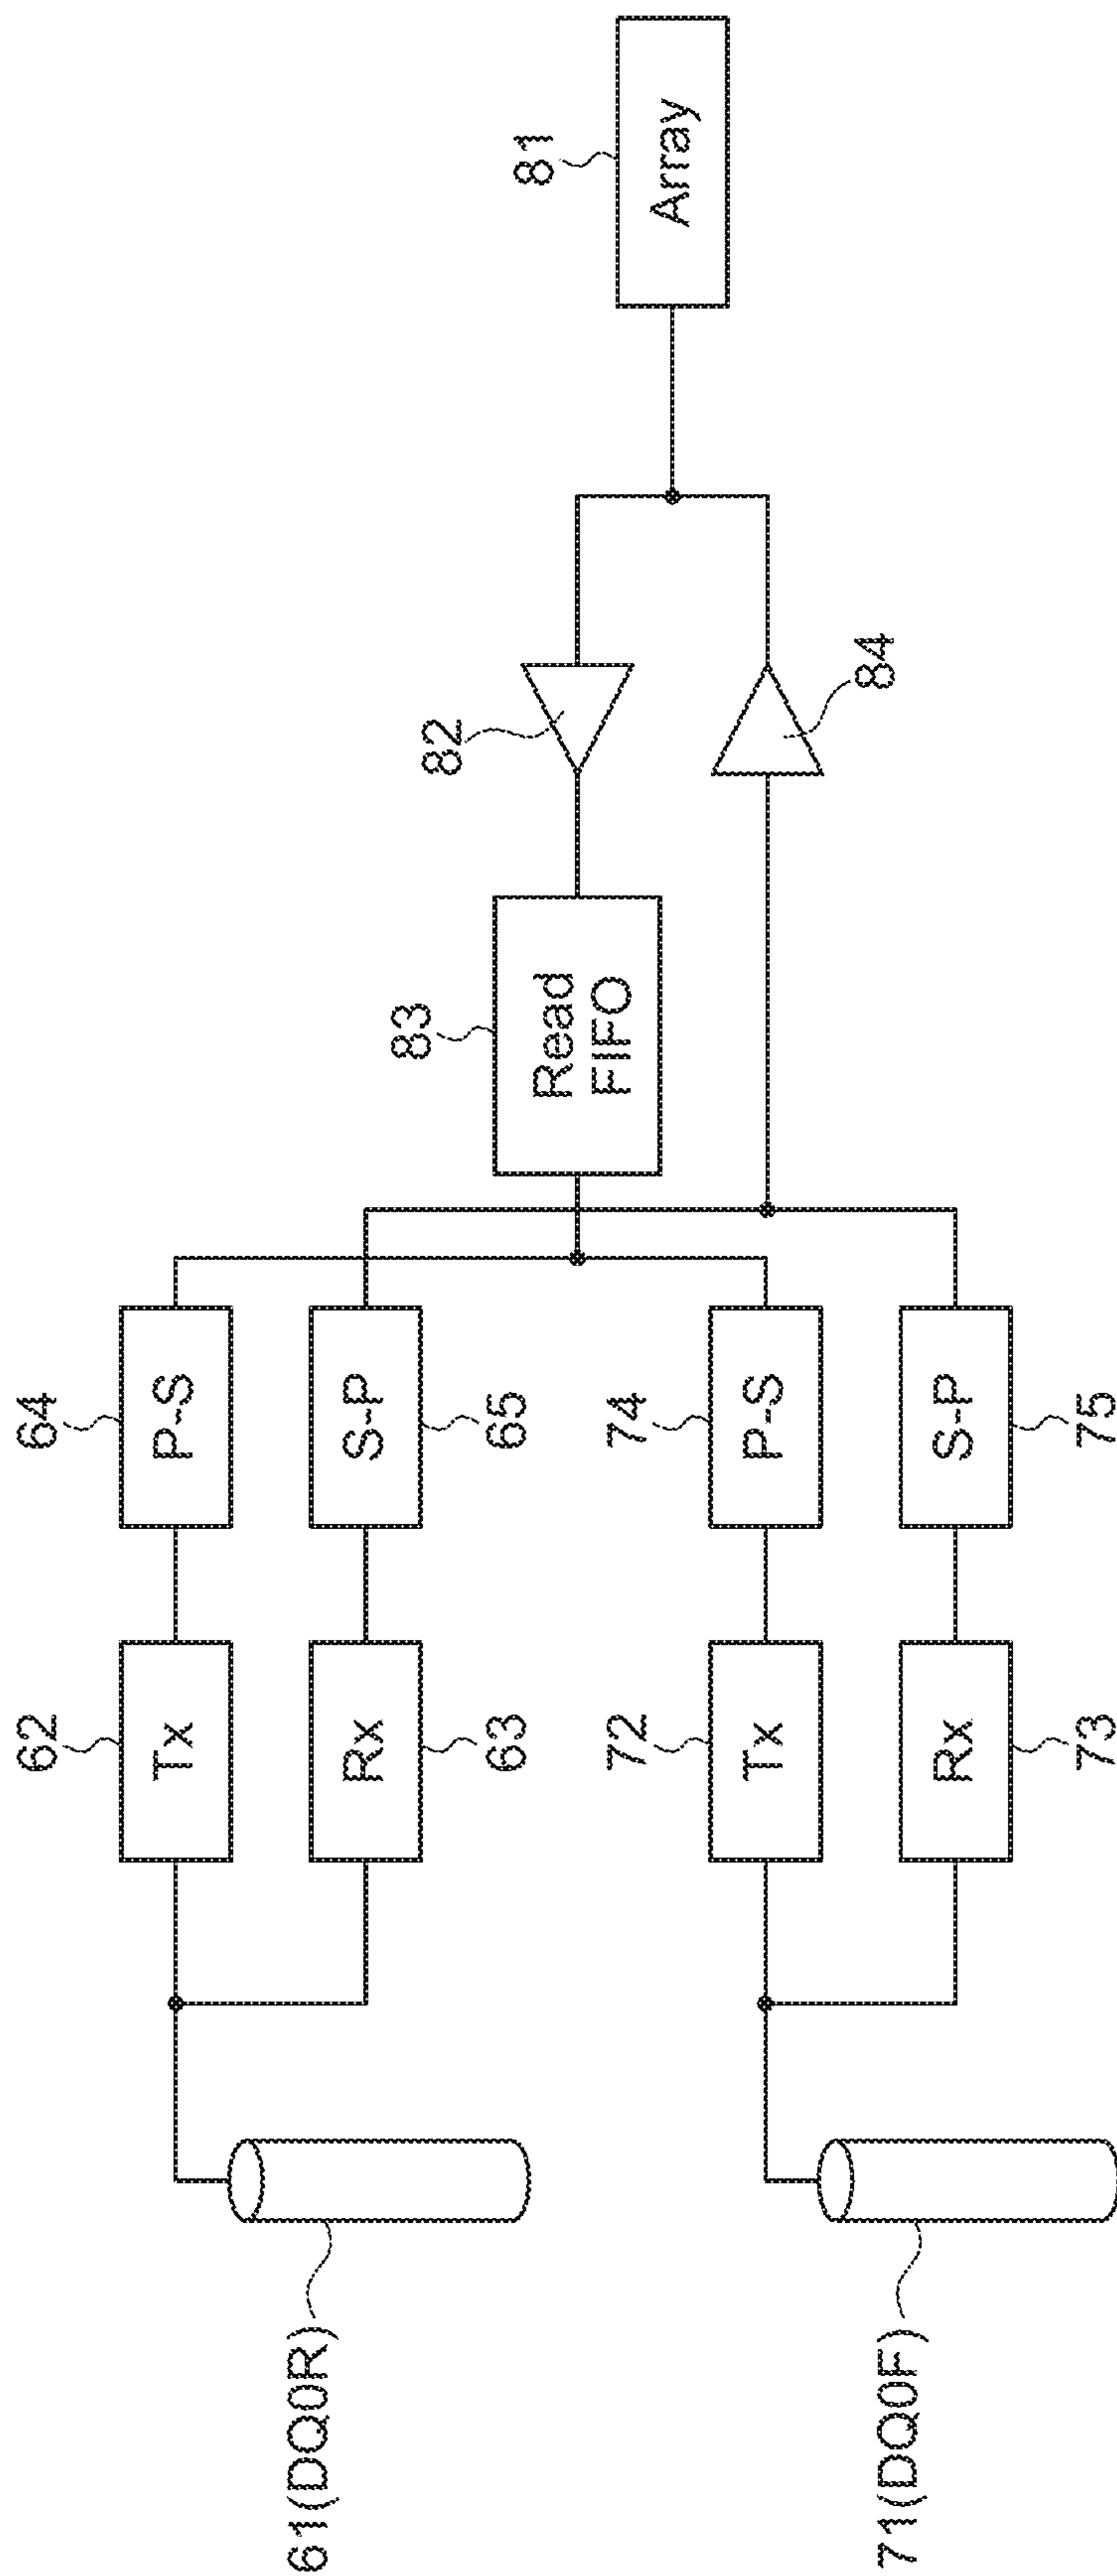 61(DQ0R)
62
Tx
64
P-S
Rx
63
S-P
65
71(DQ0F)
72
Tx
74
P-S
Rx
73
S-P
75
83
Read
FIFO
82
84
81
Array